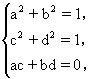 a² + b² = 1,
c² + d² = 1,
ac + bd = 0,